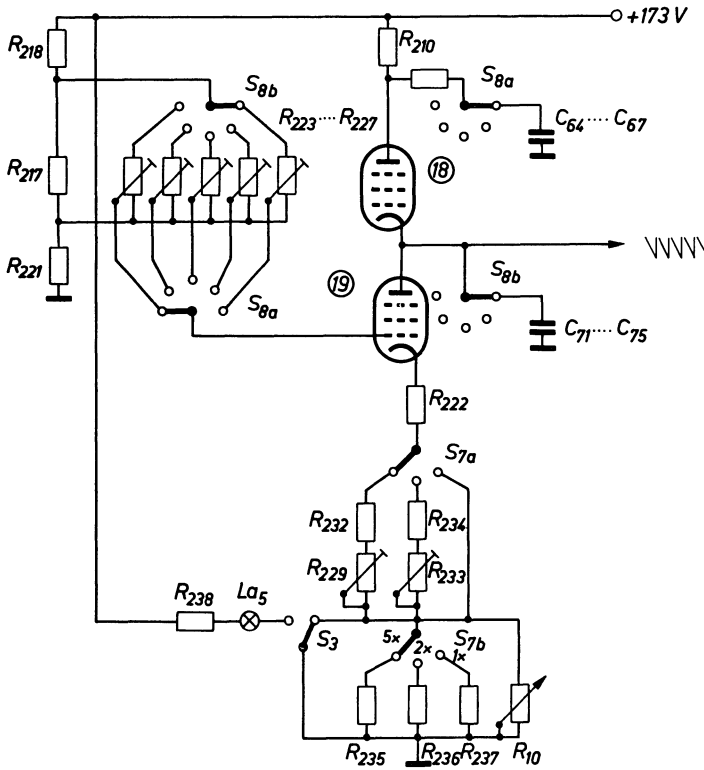 +173 V
R218
R210
S8b
S8a
R223 ···· R227
C64 ···· C67
R217
18
R221
19
S8b
S8a
C71 ···· C75
R222
S7a
R232
R234
R229
R233
R238
La5
S3
5x
2x
S7b
1x
R235
R236
R237
R10